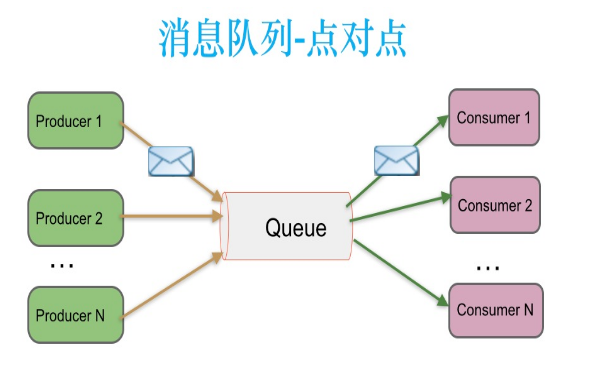 消息队列-点对点
Producer 1
Consumer 1
Producer 2
Consumer 2
Queue
...
...
Producer N
Consumer N